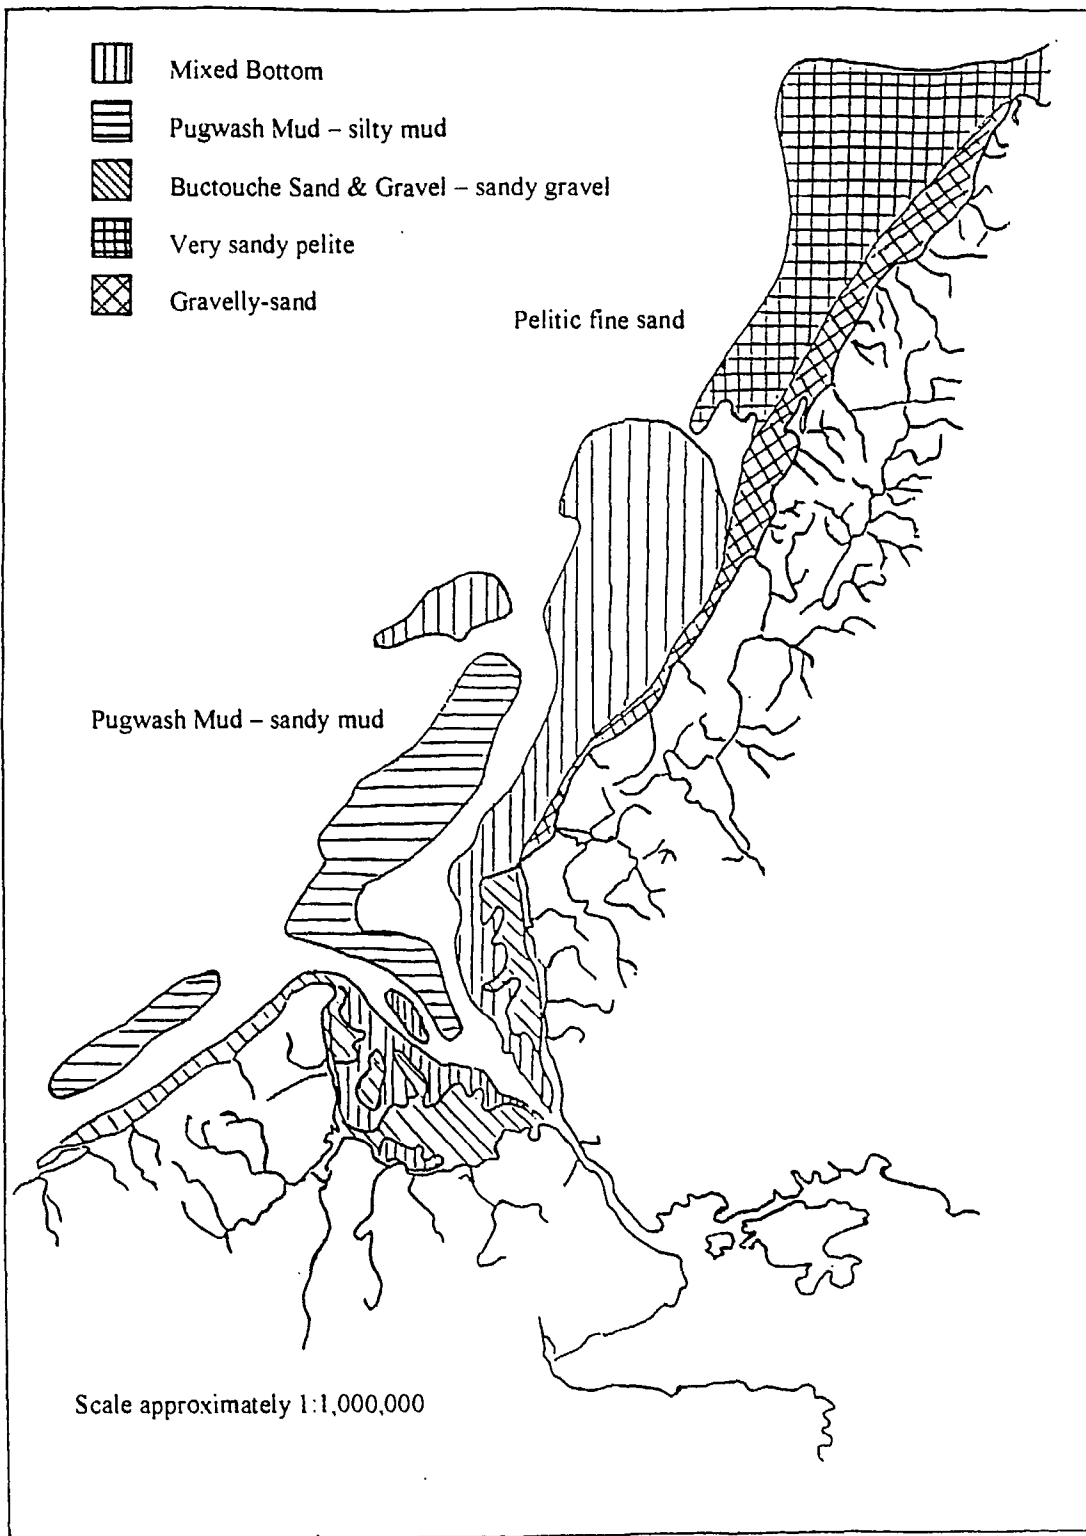 Mixed Bottom
Pugwash Mud – silty mud
Buctouche Sand & Gravel – sandy gravel
Very sandy pelite
Gravelly-sand
Pelitic fine sand
Pugwash Mud – sandy mud
Scale approximately 1:1,000,000